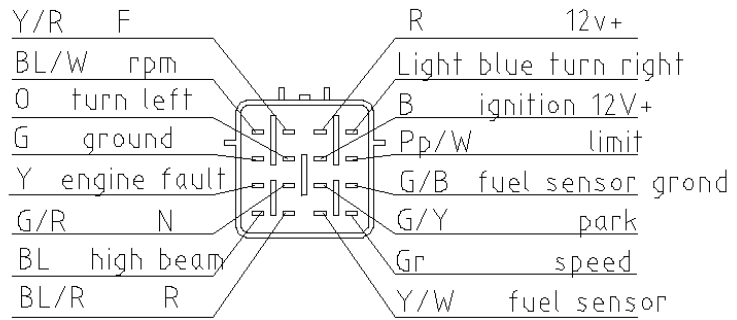 Y/R F
BL/W rpm
O turn left
G ground
Y engine fault
G/R N
BL high beam
BL/R R
R 12v+
Light blue turn right
B ignition 12V+
Pp/W limit
G/B fuel sensor grond
G/Y park
Gr speed
Y/W fuel sensor